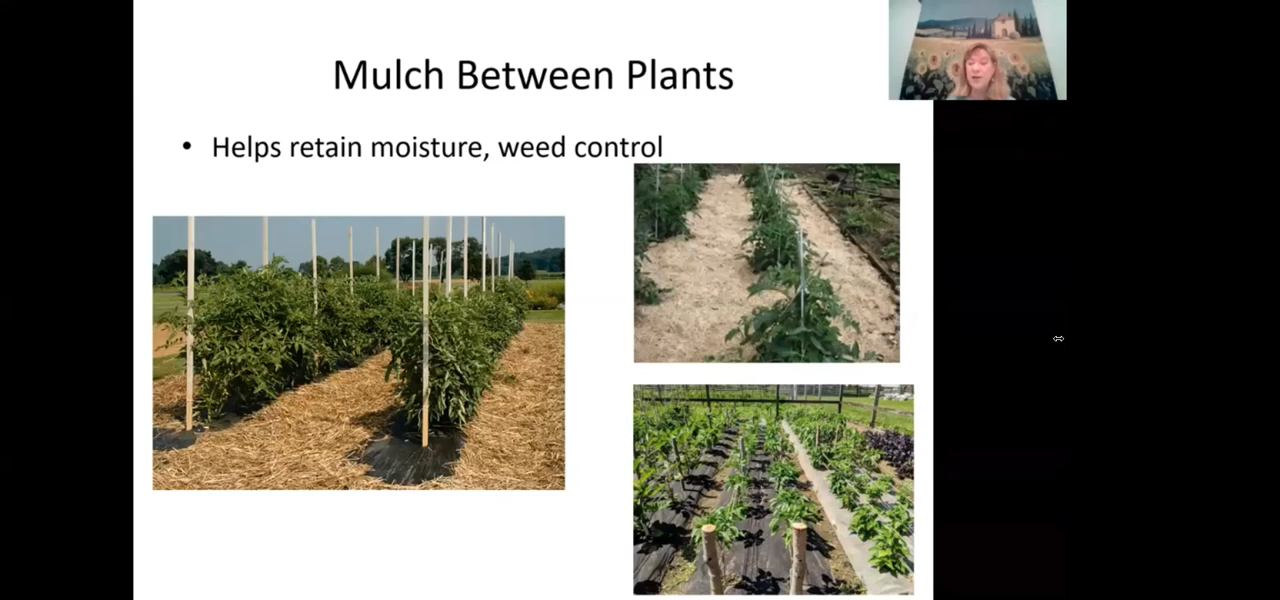 Mulch Between Plants
• Helps retain moisture, weed control